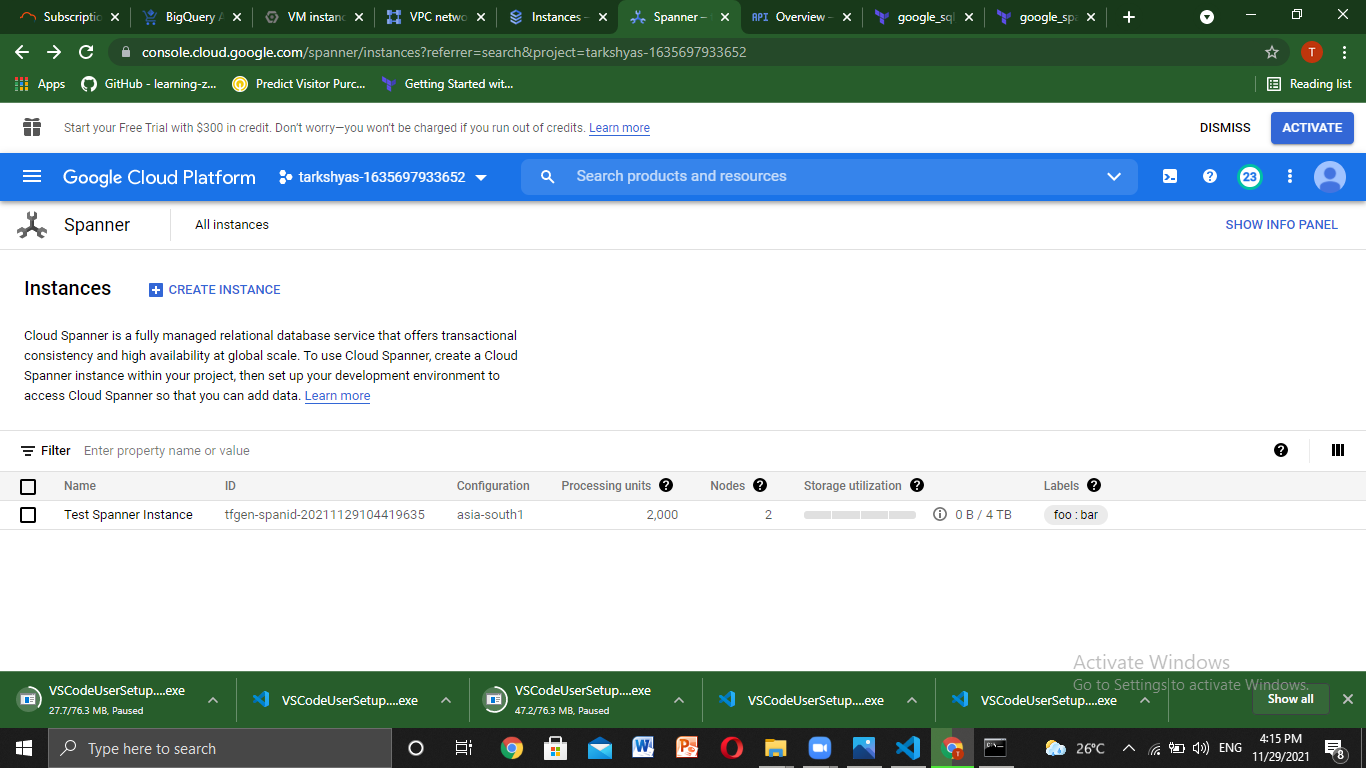 Subscriptio
BigQuery A
VM instanc
VPC netwo
Instances –
Spanner –
API Overview –
google_sql
google_spa
console.cloud.google.com/spanner/instances?referrer=search&project=tarkshyas-1635697933652
T
Apps
GitHub - learning-z...
Predict Visitor Purc...
Getting Started wit...
Reading list
Start your Free Trial with $300 in credit. Don't worry—you won't be charged if you run out of credits. Learn more
DISMISS
ACTIVATE
Google Cloud Platform
tarkshyas-1635697933652
Search products and resources
23
Spanner
All instances
SHOW INFO PANEL
Instances
CREATE INSTANCE
Cloud Spanner is a fully managed relational database service that offers transactional
consistency and high availability at global scale. To use Cloud Spanner, create a Cloud
Spanner instance within your project, then set up your development environment to
access Cloud Spanner so that you can add data. Learn more
Filter Enter property name or value
Name ID Configuration Processing units Nodes Storage utilization Labels
Test Spanner Instance tfgen-spanid-20211129104419635 asia-south1 2,000 2 0 B / 4 TB foo : bar
Activate Windows
Go to Settings to activate Windows.
VSCodeUserSetup....exe
27.7/76.3 MB, Paused
VSCodeUserSetup....exe
VSCodeUserSetup....exe
47.2/76.3 MB, Paused
VSCodeUserSetup....exe
VSCodeUserSetup....exe
Show all
Type here to search
26°C
ENG
4:15 PM
11/29/2021
8